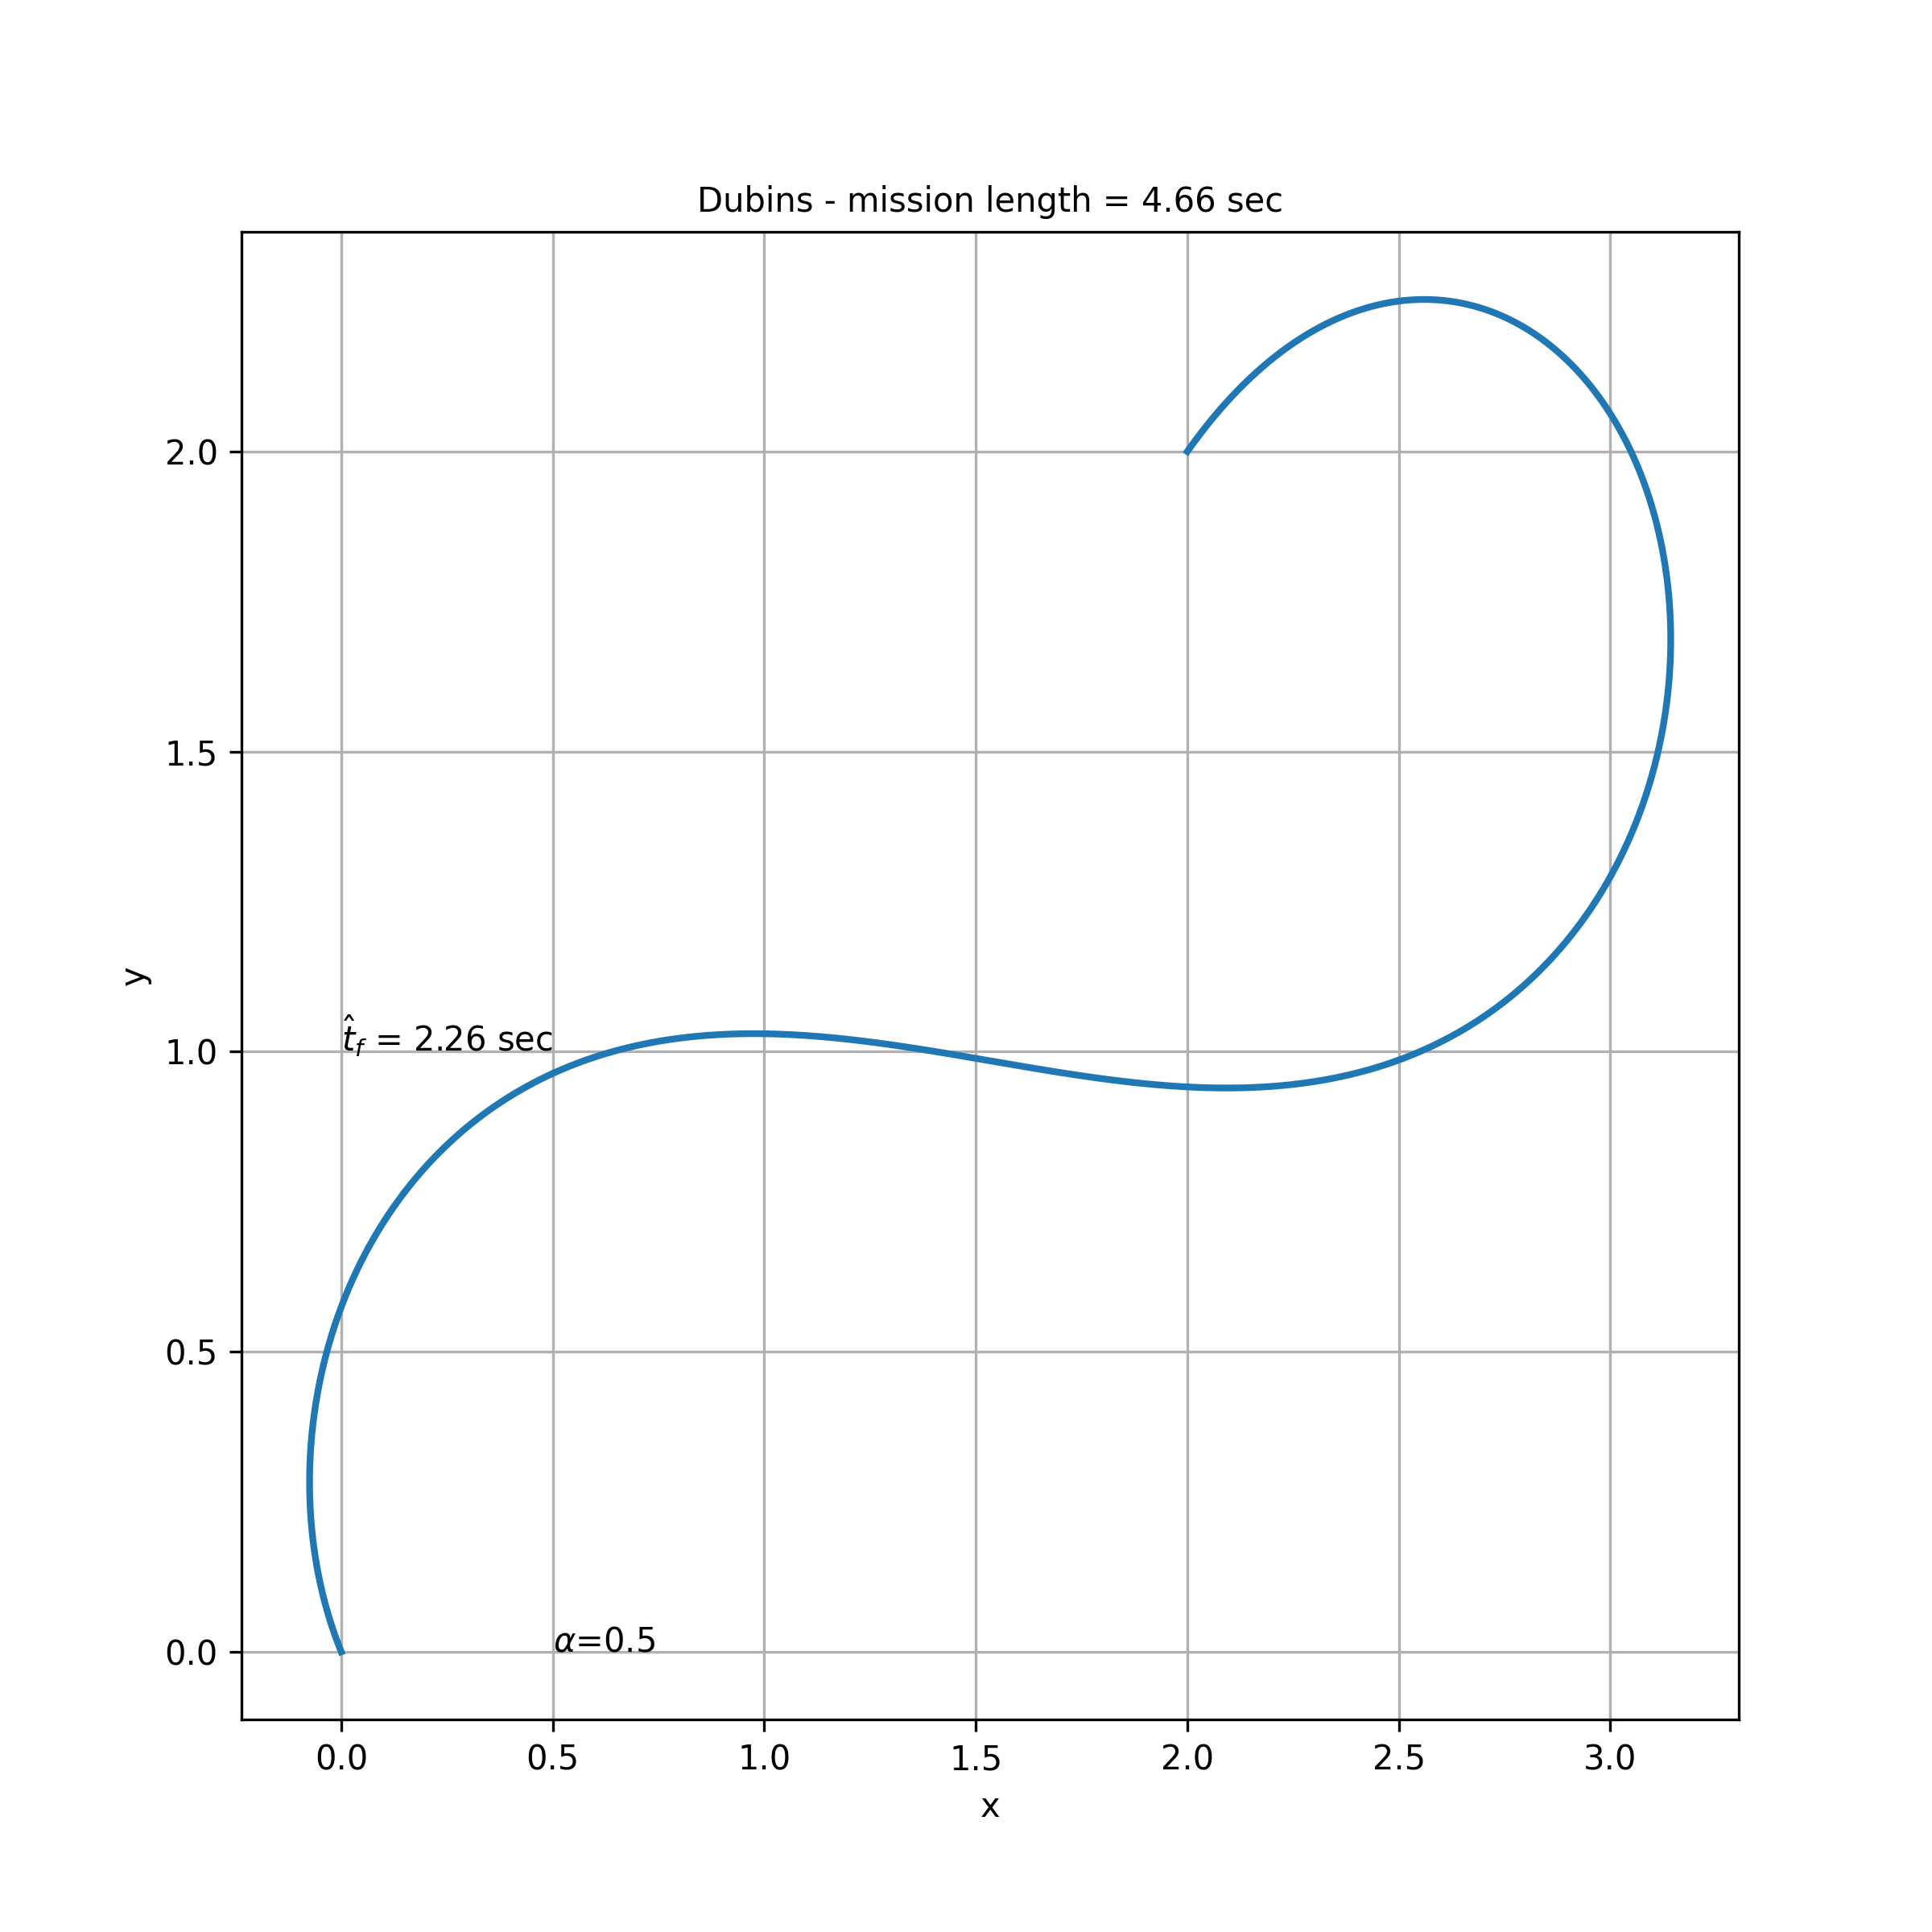 Dubins - mission length = 4.66 sec
2.0
1.5
y
t̂f = 2.26 sec
1.0
0.5
α=0.5
0.0
0.0 0.5 1.0 1.5 2.0 2.5 3.0
x